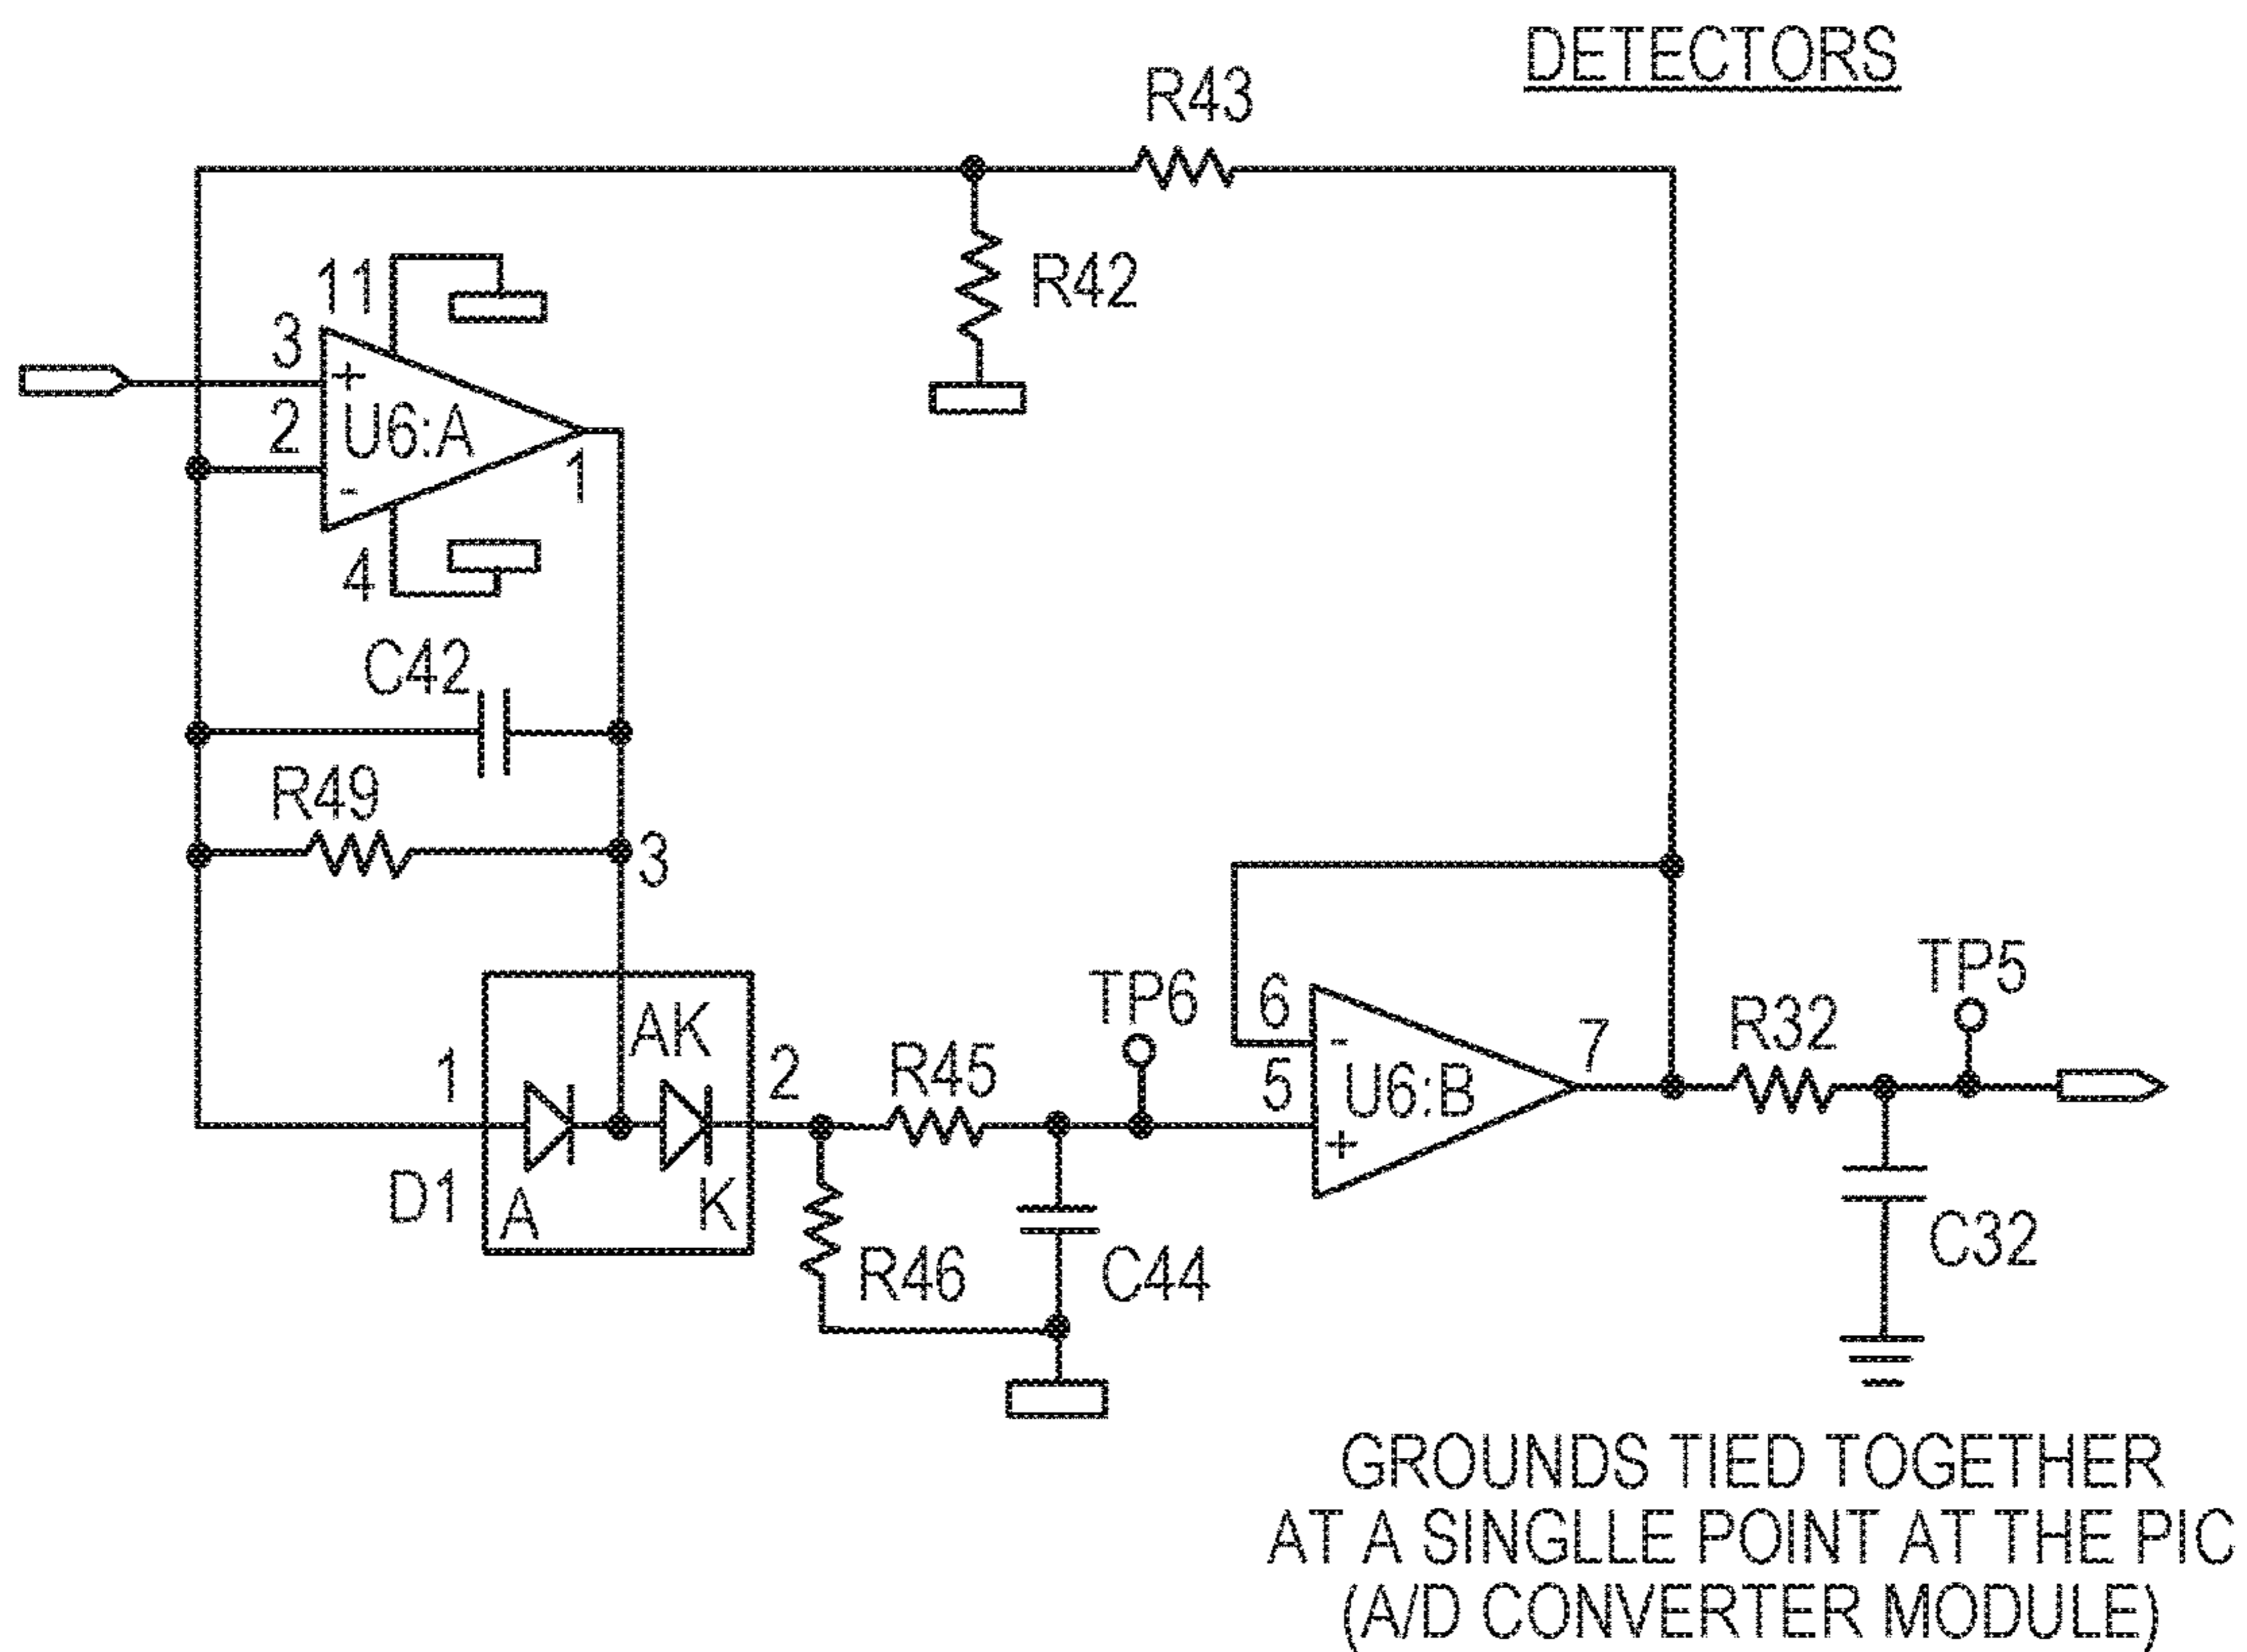 DETECTORS
R43
R42
11
3
+
U6:A
2
-
1
4
C42
R49
3
AK
1
2
D1
A
K
R45
R46
TP6
C44
6
-
5
U6:B
+
7
R32
TP5
C32
GROUNDS TIED TOGETHER
AT A SINGLLE POINT AT THE PIC
(A/D CONVERTER MODULE)